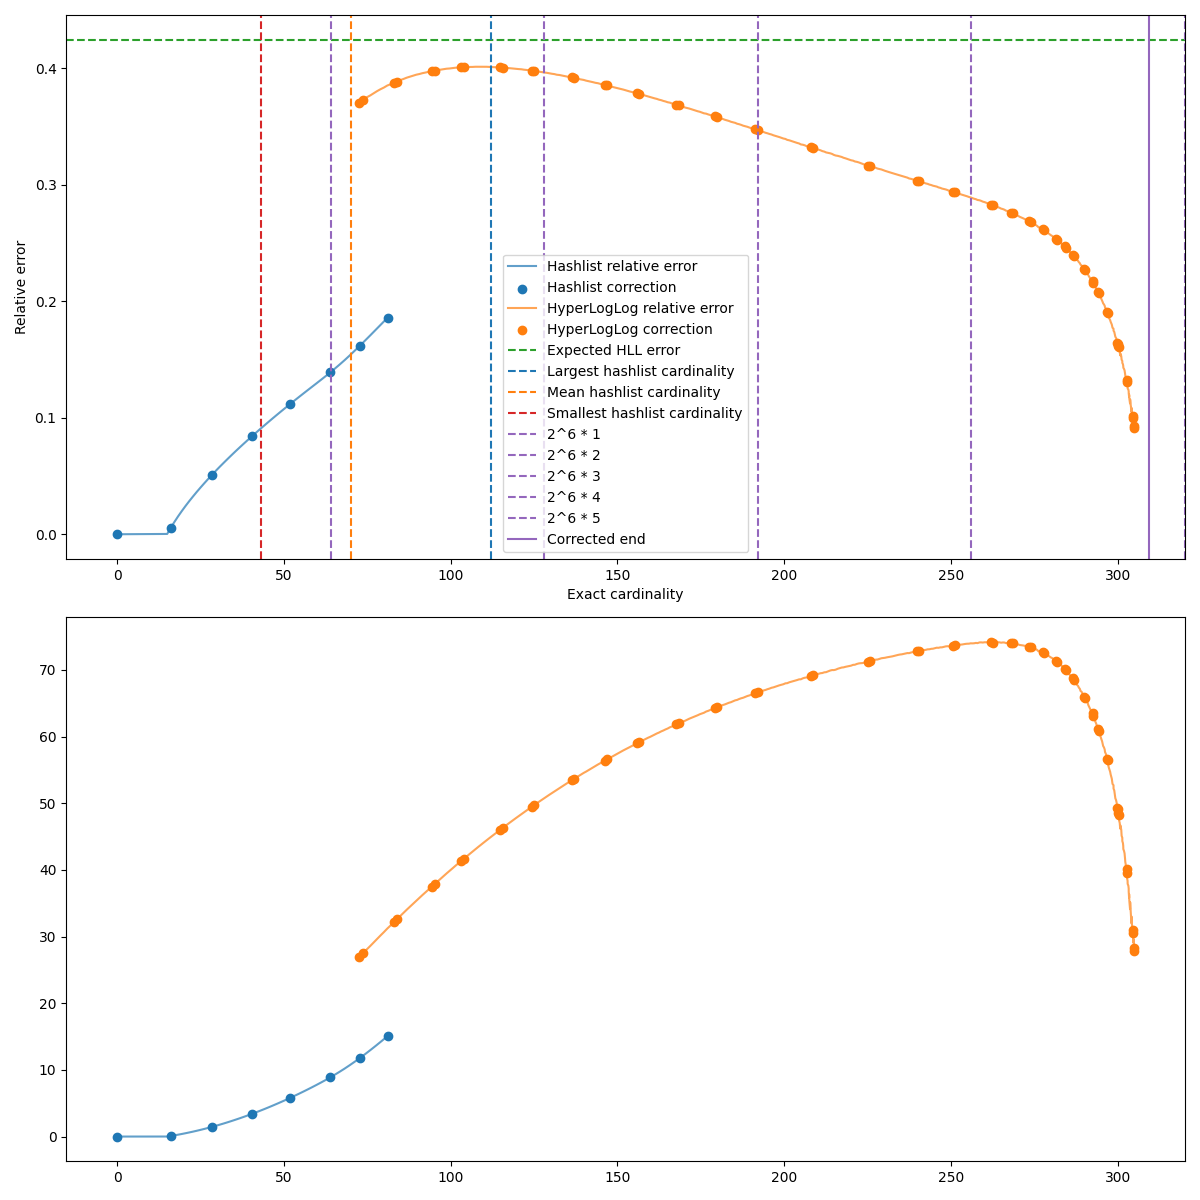 0.4
0.3
0.2
0.1
0.0
Relative error
Hashlist relative error
Hashlist correction
HyperLogLog relative error
HyperLogLog correction
Expected HLL error
Largest hashlist cardinality
Mean hashlist cardinality
Smallest hashlist cardinality
2^6 * 1
2^6 * 2
2^6 * 3
2^6 * 4
2^6 * 5
Corrected end
0 50 100 150 200 250 300
Exact cardinality
70
60
50
40
30
20
10
0
0 50 100 150 200 250 300